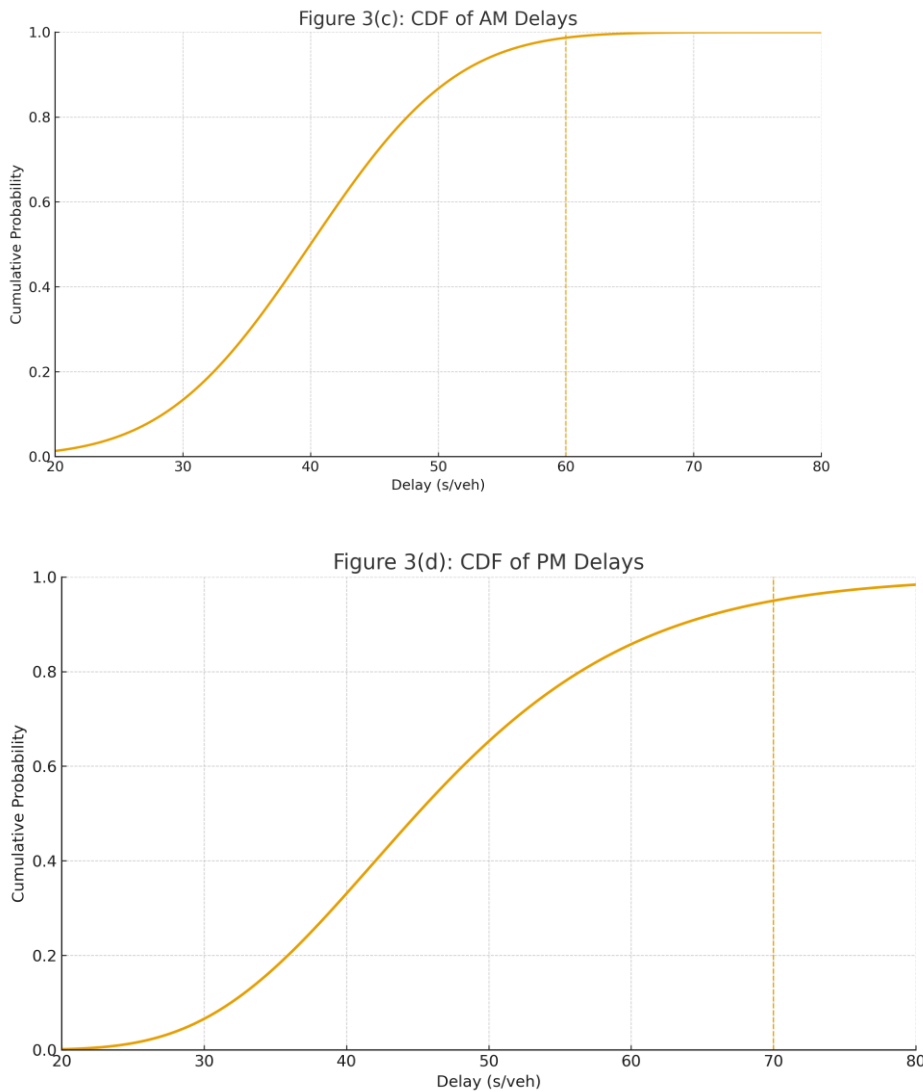 Figure 3(c): CDF of AM Delays
1.0
0.8
0.6
0.4
0.2
0.0
Cumulative Probability
20 30 40 50 60 70 80
Delay (s/veh)
Figure 3(d): CDF of PM Delays
1.0
0.8
0.6
0.4
0.2
0.0
Cumulative Probability
20 30 40 50 60 70 80
Delay (s/veh)